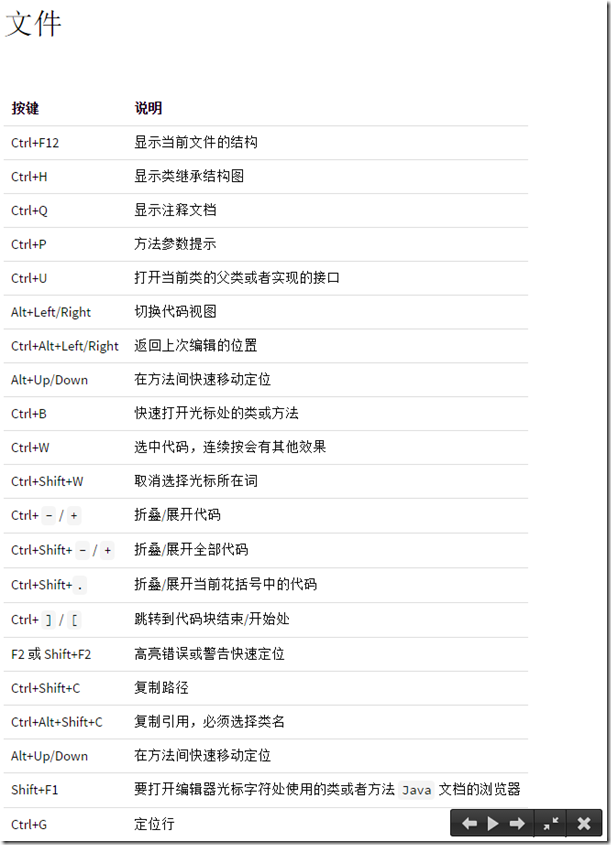 文件
按键 说明
Ctrl+F12 显示当前文件的结构
Ctrl+H 显示类继承结构图
Ctrl+Q 显示注释文档
Ctrl+P 方法参数提示
Ctrl+U 打开当前类的父类或者实现的接口
Alt+Left/Right 切换代码视图
Ctrl+Alt+Left/Right 返回上次编辑的位置
Alt+Up/Down 在方法间快速移动定位
Ctrl+B 快速打开光标处的类或方法
Ctrl+W 选中代码，连续按会有其他效果
Ctrl+Shift+W 取消选择光标所在词
Ctrl+ - / + 折叠/展开代码
Ctrl+Shift+ - / + 折叠/展开全部代码
Ctrl+Shift+ . 折叠/展开当前花括号中的代码
Ctrl+ ] / [ 跳转到代码块结束/开始处
F2 或 Shift+F2 高亮错误或警告快速定位
Ctrl+Shift+C 复制路径
Ctrl+Alt+Shift+C 复制引用，必须选择类名
Alt+Up/Down 在方法间快速移动定位
Shift+F1 要打开编辑器光标字符处使用的类或者方法 Java 文档的浏览器
Ctrl+G 定位行